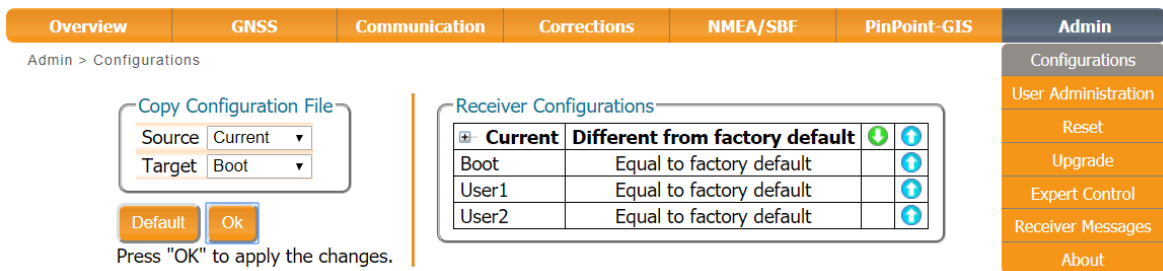 Overview GNSS Communication Corrections NMEA/SBF PinPoint-GIS Admin
Admin > Configurations
Configurations
User Administration
Reset
Upgrade
Expert Control
Receiver Messages
About
Copy Configuration File
Source Current
Target Boot
Default Ok
Press "OK" to apply the changes.
Receiver Configurations
Current Different from factory default
Boot Equal to factory default
User1 Equal to factory default
User2 Equal to factory default